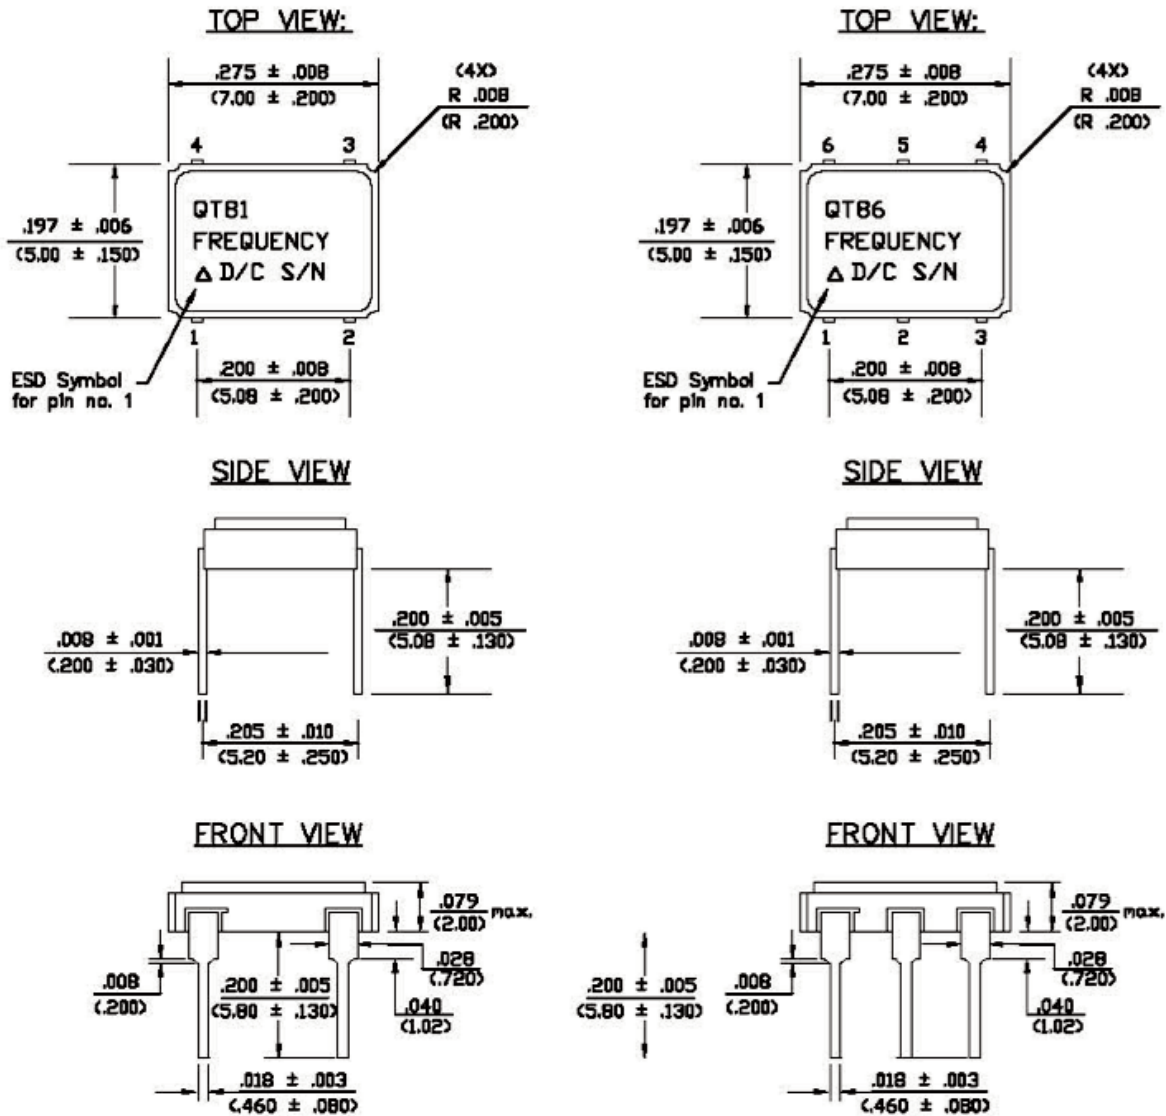 TOP VIEW:
.275 ± .008
(7.00 ± .200)
(4X)
R .008
(R .200)
4 3
.197 ± .006
(5.00 ± .150)
QT81
FREQUENCY
△ D/C S/N
1 2
.200 ± .008
(5.08 ± .200)
ESD Symbol
for pin no. 1
SIDE VIEW
.200 ± .005
(5.08 ± .130)
.008 ± .001
(.200 ± .030)
.205 ± .010
(5.20 ± .250)
FRONT VIEW
.079 max.
(2.00)
.028
(.720)
.008
(.200)
.200 ± .005
(5.80 ± .130)
.040
(1.02)
.018 ± .003
(.460 ± .080)
TOP VIEW:
.275 ± .008
(7.00 ± .200)
(4X)
R .008
(R .200)
6 5 4
.197 ± .006
(5.00 ± .150)
QT86
FREQUENCY
△ D/C S/N
1 2 3
.200 ± .008
(5.08 ± .200)
ESD Symbol
for pin no. 1
SIDE VIEW
.200 ± .005
(5.08 ± .130)
.008 ± .001
(.200 ± .030)
.205 ± .010
(5.20 ± .250)
FRONT VIEW
.079 max.
(2.00)
.028
(.720)
.200 ± .005
(5.80 ± .130)
.008
(.200)
.040
(1.02)
.018 ± .003
(.460 ± .080)